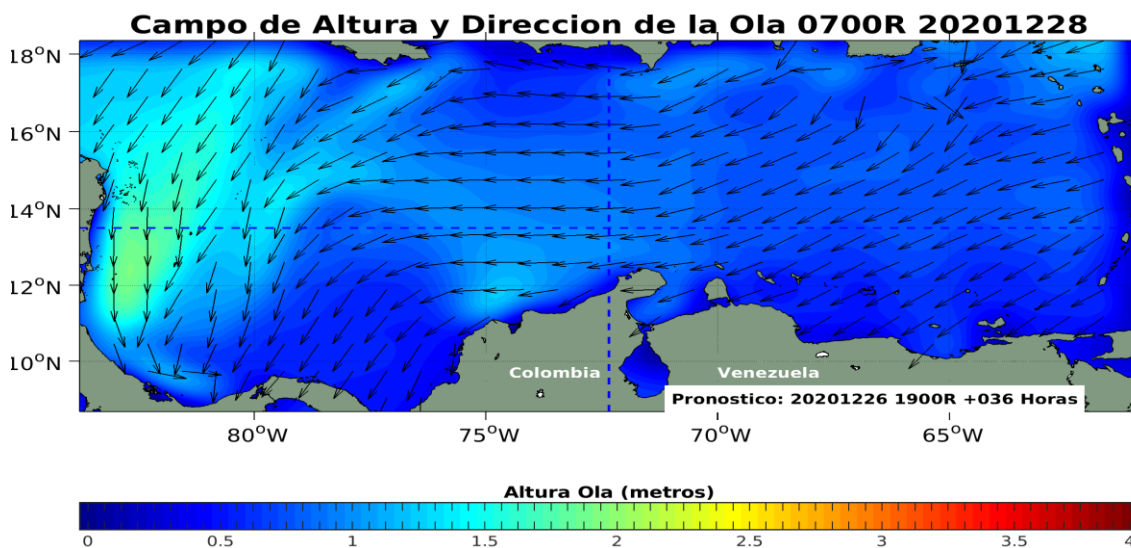 Campo de Altura y Direccion de la Ola 0700R 20201228
18°N
16°N
14°N
12°N
10°N
Colombia
Venezuela
Pronostico: 20201226 1900R +036 Horas
80°W
75°W
70°W
65°W
Altura Ola (metros)
0 0.5 1 1.5 2 2.5 3 3.5 4